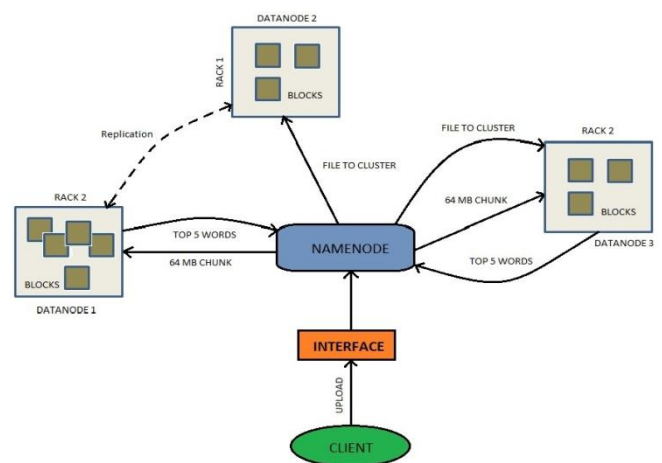 DATANODE 2
RACK 1
BLOCKS
Replication
FILE TO CLUSTER
FILE TO CLUSTER
RACK 2
64 MB CHUNK
BLOCKS
DATANODE 3
TOP 5 WORDS
RACK 2
TOP 5 WORDS
64 MB CHUNK
BLOCKS
DATANODE 1
NAMENODE
INTERFACE
UPLOAD
CLIENT